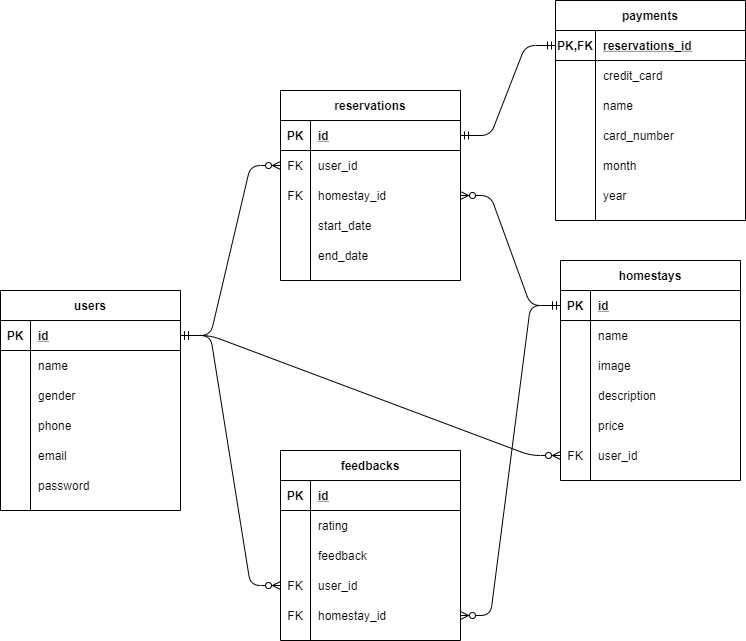 payments
PK,FK reservations_id
credit_card
name
card_number
month
year
reservations
PK id
FK user_id
FK homestay_id
start_date
end_date
homestays
PK id
name
image
description
price
FK user_id
users
PK id
name
gender
phone
email
password
feedbacks
PK id
rating
feedback
FK user_id
FK homestay_id